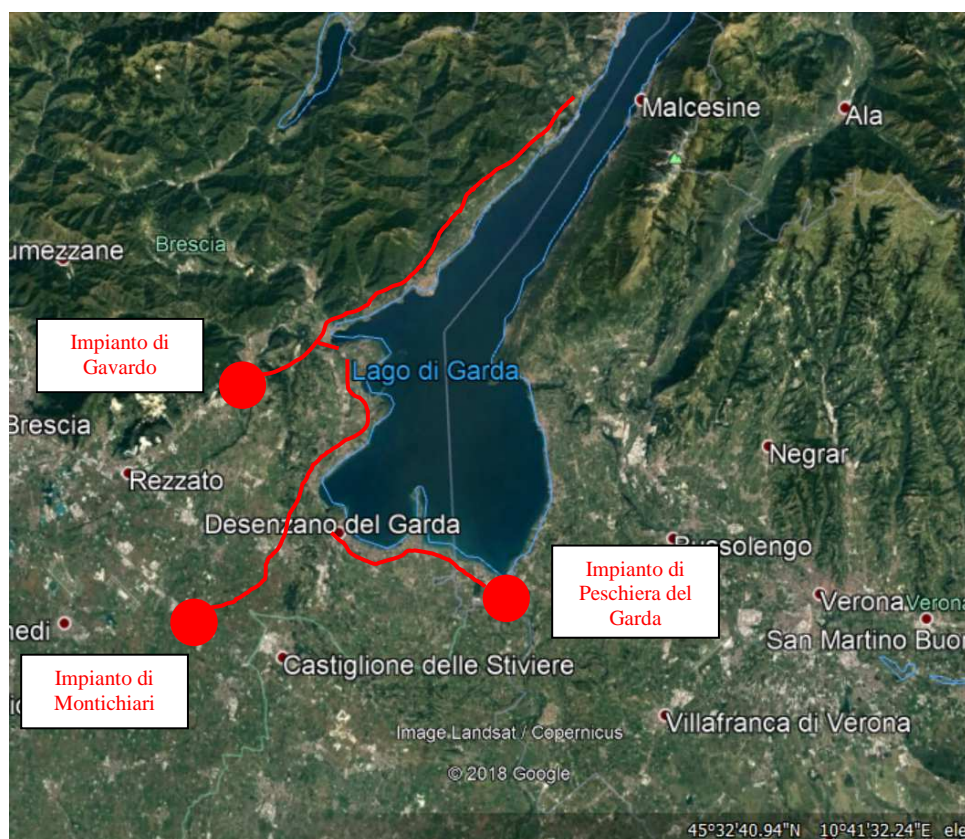 Malcesine
Ala
umezzane
Brescia
Impianto di
Gavardo
Lago di Garda
Brescia
Rezzato
Negrar
Desenzano del Garda
Bussolengo
Impianto di
Peschiera del
Garda
Verona
Verona
nedi
San Martino Buon
Castiglione delle Stiviere
Impianto di
Montichiari
Villafranca di Verona
Image Landsat / Copernicus
© 2018 Google
45°32'40.94"N 10°41'32.24"E ele